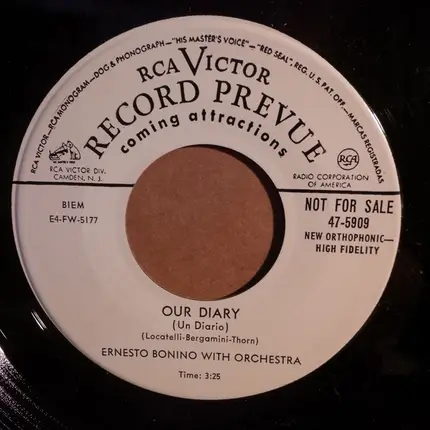 RCA VICTOR—RCA MONOGRAM—DOG & PHONOGRAPH—"HIS MASTER'S VOICE"—"RED SEAL", REG. U. S. PAT. OFF.—MARCAS REGISTRADAS
RCA VICTOR
RECORD PREVUE
coming attractions
RCA VICTOR DIV.
CAMDEN, N. J.
RCA
RADIO CORPORATION
OF AMERICA
BIEM
E4-FW-5177
NOT FOR SALE
47-5909
NEW ORTHOPHONIC—
HIGH FIDELITY
OUR DIARY
(Un Diario)
(Locatelli-Bergamini-Thorn)
ERNESTO BONINO WITH ORCHESTRA
Time: 3:25